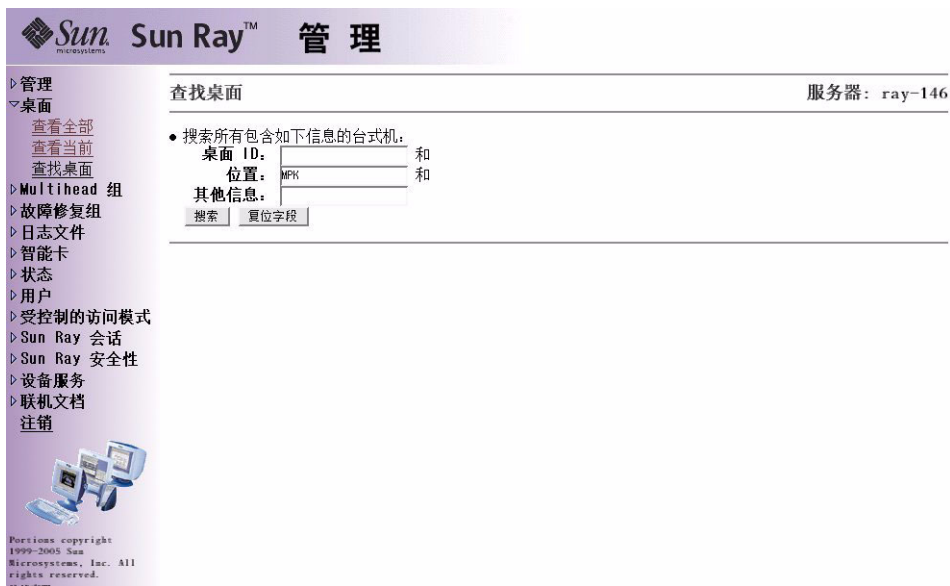 Sun microsystems Sun Ray™ 管 理
管理
桌面
查看全部
查看当前
查找桌面
Multihead 组
故障修复组
日志文件
智能卡
状态
用户
受控制的访问模式
Sun Ray 会话
Sun Ray 安全性
设备服务
联机文档
注销
Portions copyright
1999-2005 Sun
Microsystems, Inc. All
rights reserved.
查找桌面 服务器: ray-146
• 搜索所有包含如下信息的台式机:
桌面 ID: 和
位置: MPK 和
其他信息:
搜索 复位字段